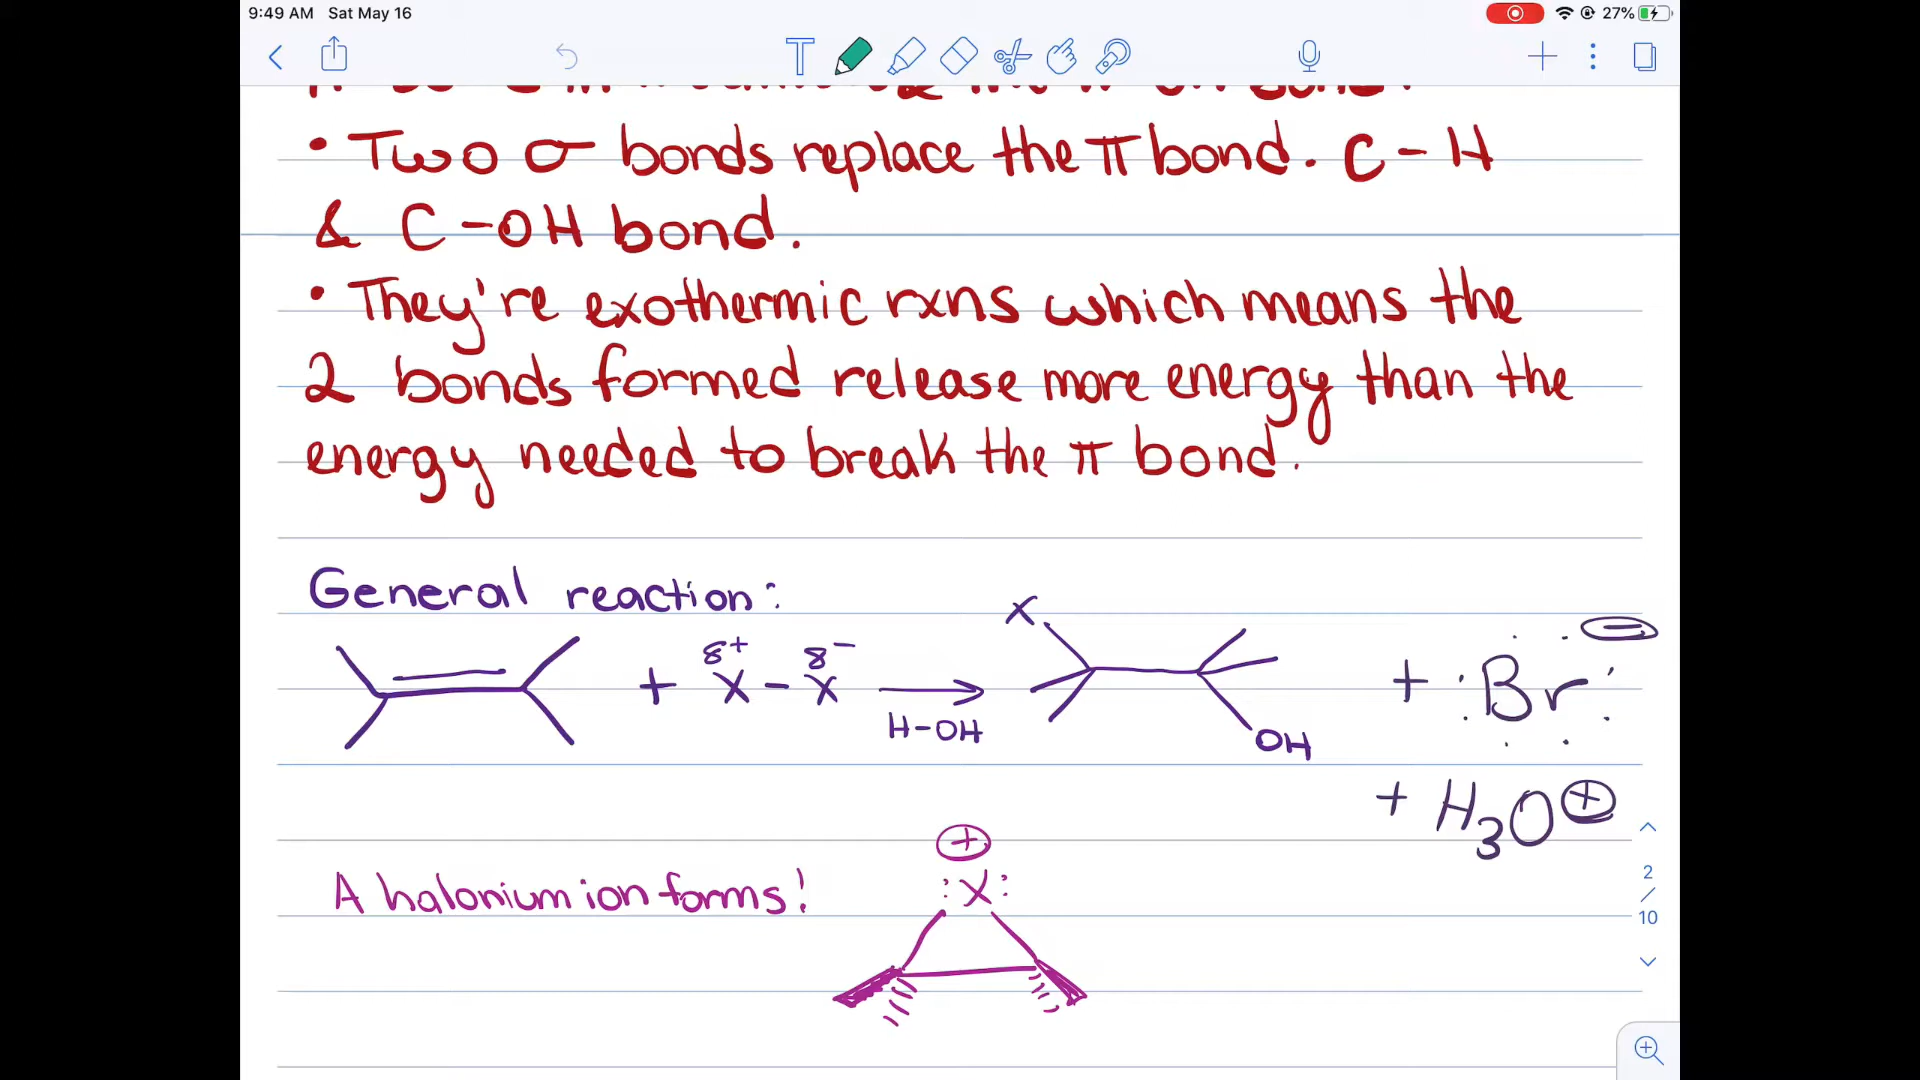 9:49 AM Sat May 16
27%
• Two σ bonds replace the π bond. C-H
& C-OH bond.
• They're exothermic rxns which means the
2 bonds formed release more energy than the
energy needed to break the π bond.
General reaction:
+ X - X
δ+ δ-
H-OH
X
OH
+ :Br: −
+ H3O +
A halonium ion forms!
+
:X:
2
/
10